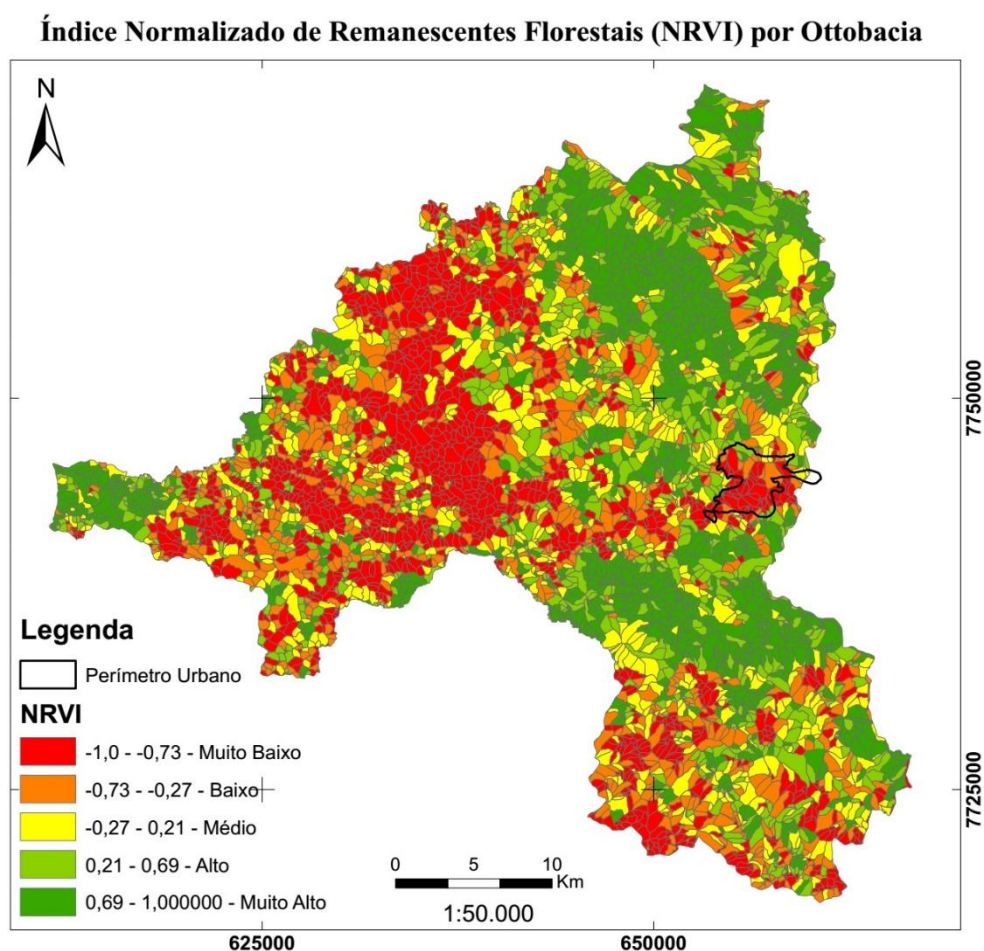 Índice Normalizado de Remanescentes Florestais (NRVI) por Ottobacia
N
7750000
7725000
Legenda
Perímetro Urbano
NRVI
-1,0 - -0,73 - Muito Baixo
-0,73 - -0,27 - Baixo
-0,27 - 0,21 - Médio
0,21 - 0,69 - Alto
0,69 - 1,000000 - Muito Alto
0 5 10
Km
1:50.000
625000 650000